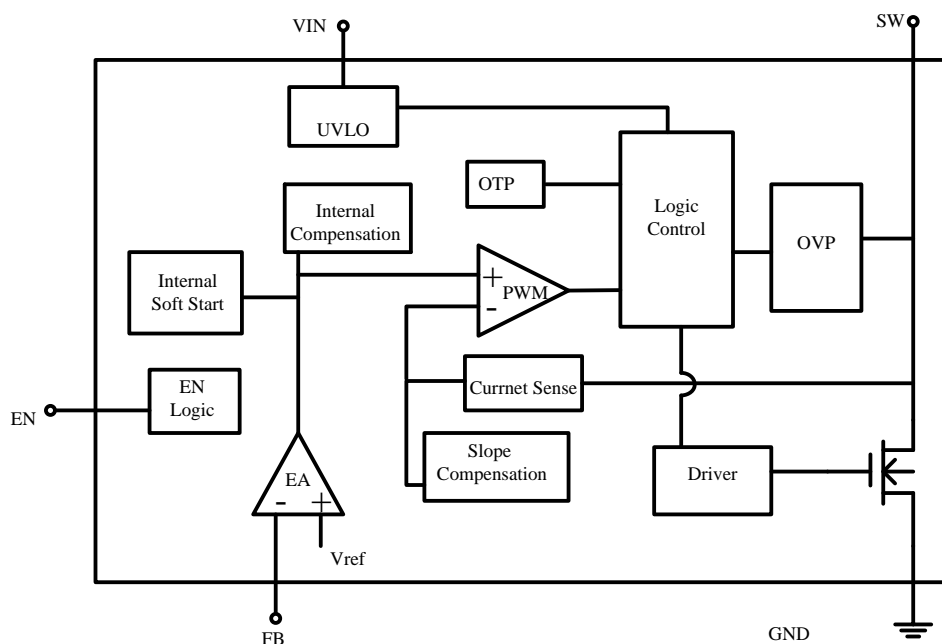 VIN
SW
UVLO
OTP
Logic
Control
OVP
Internal
Compensation
Internal
Soft Start
+
PWM
-
Currnet Sense
EN
Logic
EN
Slope
Compensation
Driver
EA
-
+
Vref
FB
GND